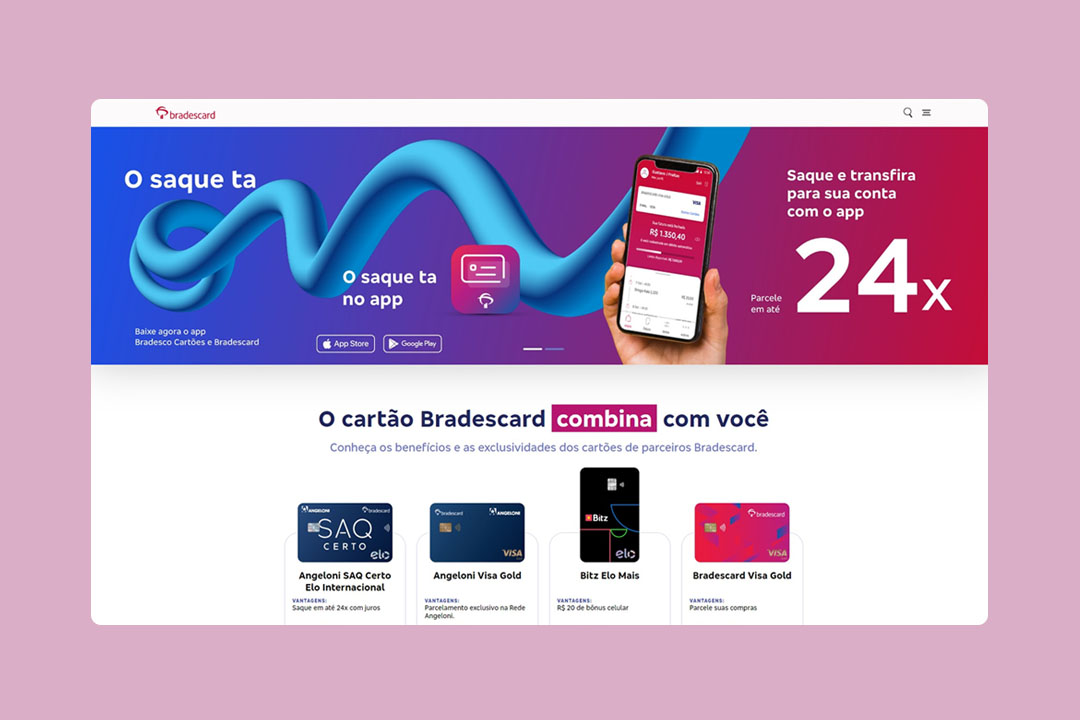 bradescard
O saque ta
O saque ta
no app
Baixe agora o app
Bradesco Cartões e Bradescard
App Store
Google Play
VISA
R$ 1.350,40
Saque e transfira
para sua conta
com o app
Parcele
em até
24x
O cartão Bradescard combina com você
Conheça os benefícios e as exclusividades dos cartões de parceiros Bradescard.
ANGELONI
bradescard
SAQ
CERTO
elo
Angeloni SAQ Certo
Elo Internacional
VANTAGENS:
Saque em até 24x com juros
bradescard
ANGELONI
VISA
Angeloni Visa Gold
VANTAGENS:
Parcelamento exclusivo na Rede
Angeloni.
Bitz
elo
Bitz Elo Mais
VANTAGENS:
R$ 20 de bônus celular
bradescard
VISA
Bradescard Visa Gold
VANTAGENS:
Parcele suas compras